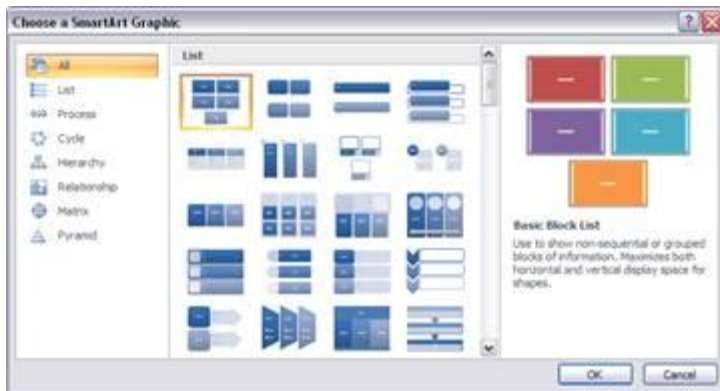 Choose a SmartArt Graphic
All
List
Process
Cycle
Hierarchy
Relationship
Matrix
Pyramid
List
Basic Block List
Use to show non-sequential or grouped
blocks of information. Maximizes both
horizontal and vertical display space for
shapes.
OK
Cancel